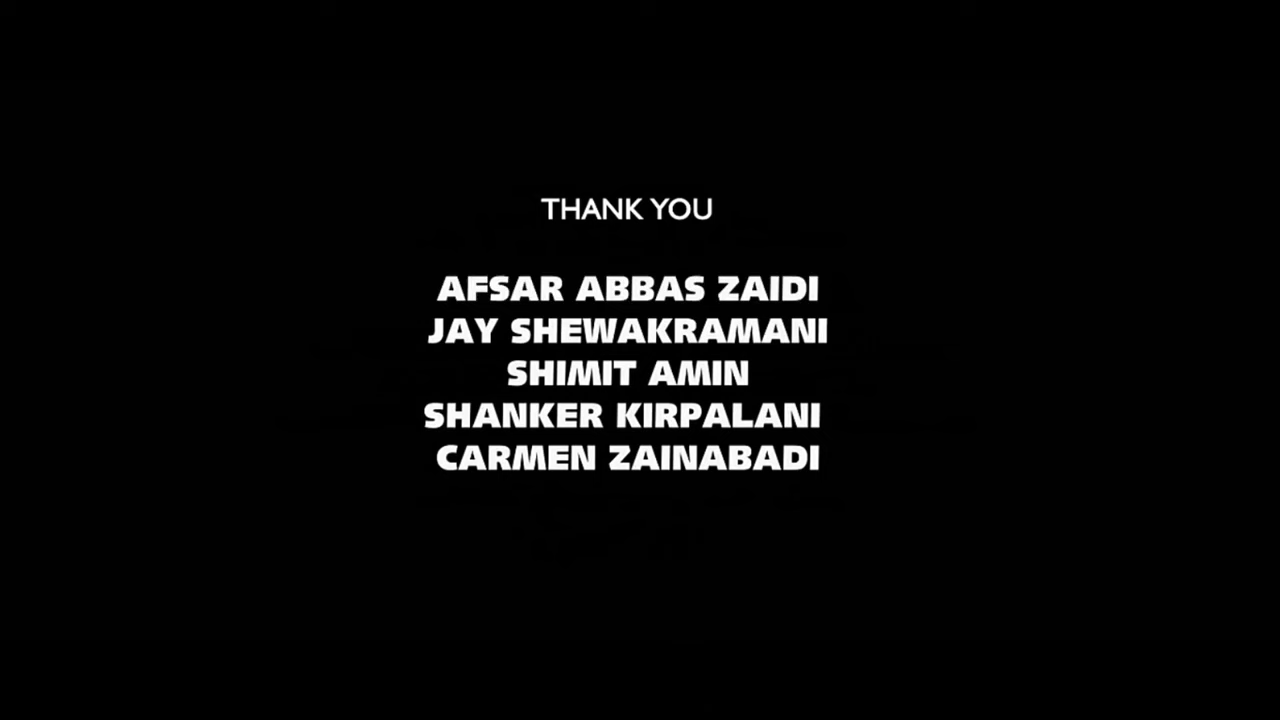 THANK YOU
AFSAR ABBAS ZAIDI
JAY SHEWAKRAMANI
SHIMIT AMIN
SHANKER KIRPALANI
CARMEN ZAINABADI